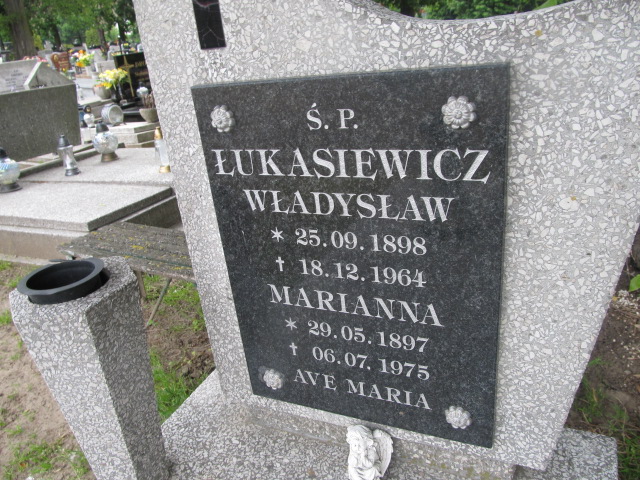 Ś. P.
ŁUKASIEWICZ
WŁADYSŁAW
* 25.09.1898
† 18.12.1964
MARIANNA
* 29.05.1897
† 06.07.1975
AVE MARIA